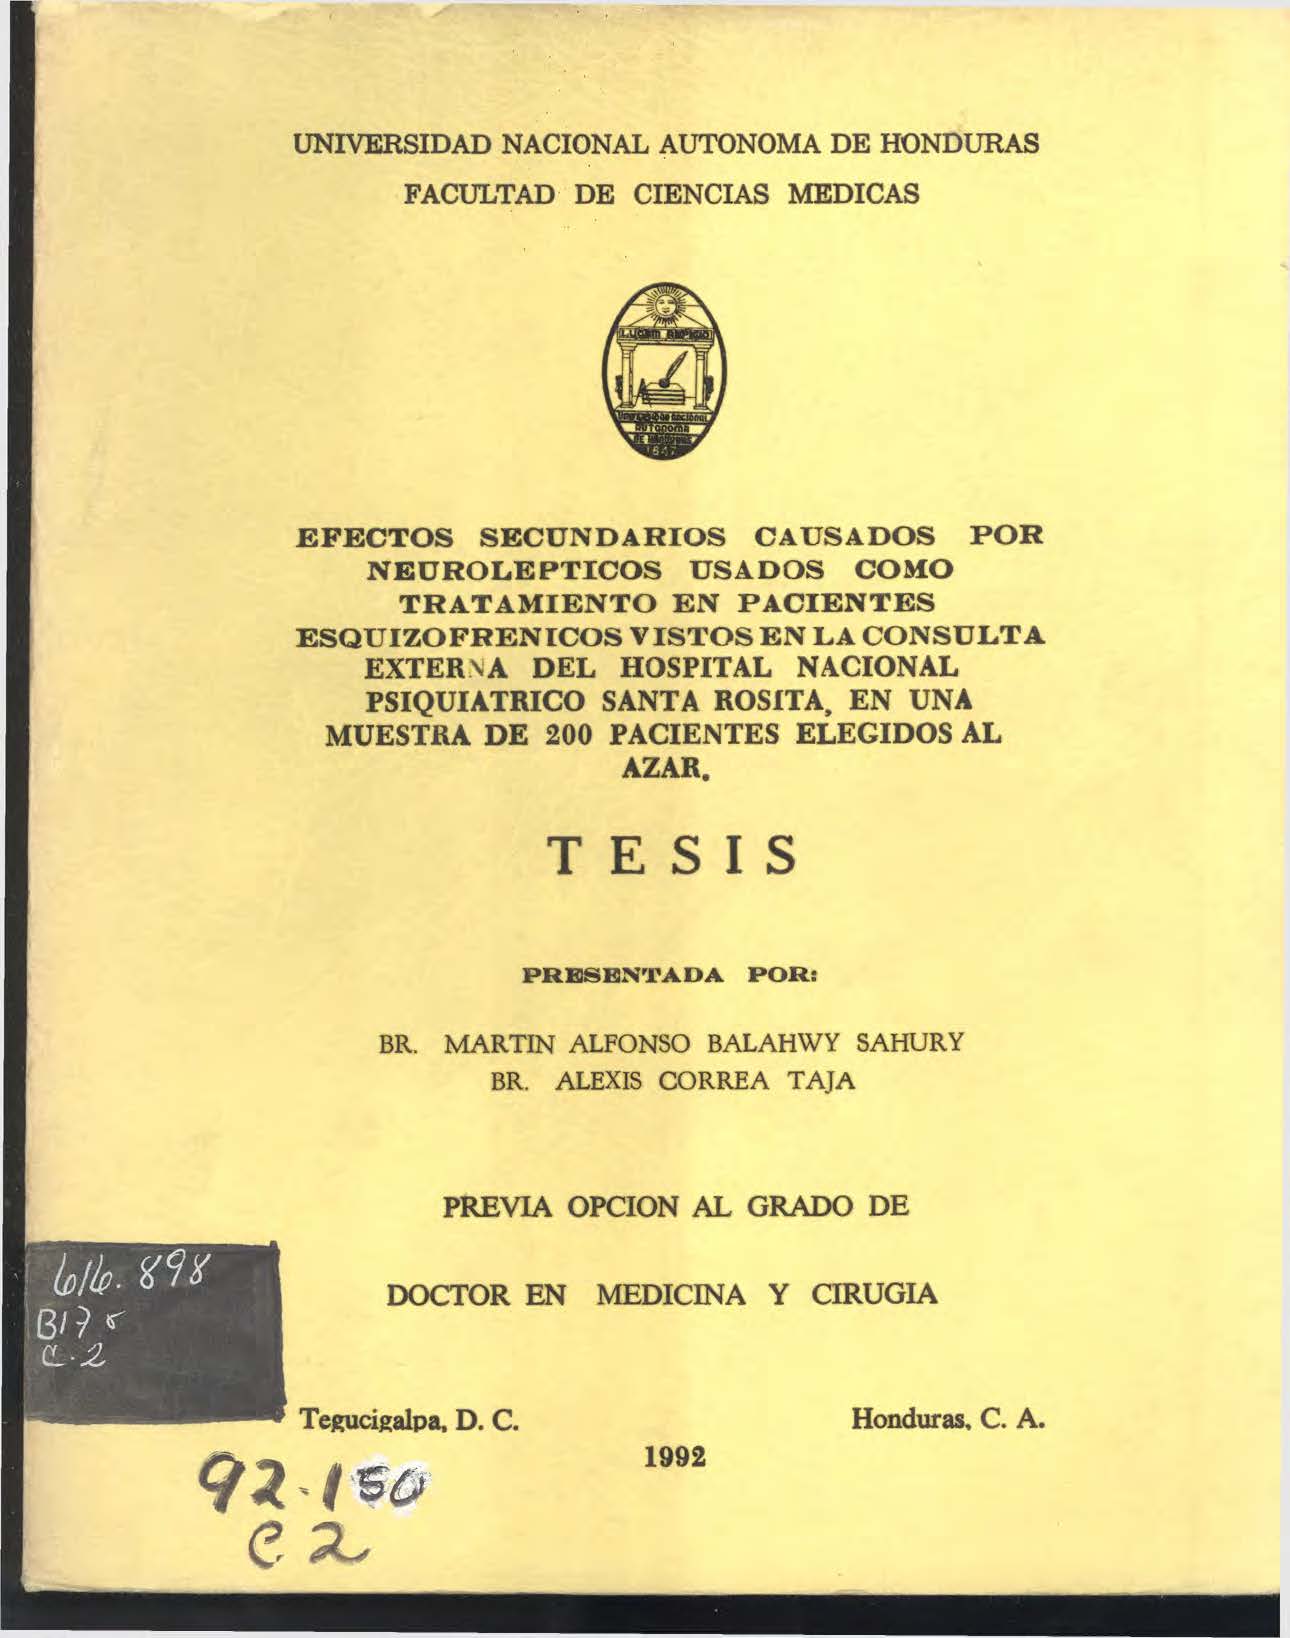 UNIVERSIDAD NACIONAL AUTONOMA DE HONDURAS
FACULTAD DE CIENCIAS MEDICAS
1847
EFECTOS SECUNDARIOS CAUSADOS POR
NEUROLEPTICOS USADOS COMO
TRATAMIENTO EN PACIENTES
ESQUIZOFRENICOS VISTOS EN LA CONSULTA
EXTERNA DEL HOSPITAL NACIONAL
PSIQUIATRICO SANTA ROSITA, EN UNA
MUESTRA DE 200 PACIENTES ELEGIDOS AL
AZAR.
T E S I S
PRESENTADA POR:
BR. MARTIN ALFONSO BALAHWY SAHURY
BR. ALEXIS CORREA TAJA
PREVIA OPCION AL GRADO DE
DOCTOR EN MEDICINA Y CIRUGIA
616.898
B17
C.2
Tegucigalpa, D. C. Honduras, C. A.
1992
92-150
C.2